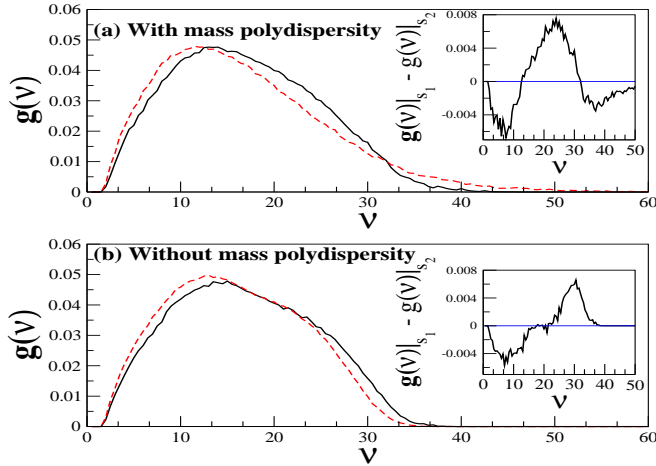 (a) With mass polydispersity
g(ν)
0.06
0.05
0.04
0.03
0.02
0.01
0
0 10 20 30 40 50 60
ν
g(ν)|s1 - g(ν)|s2
0.008
0.004
0
-0.004
0 10 20 30 40 50
ν
(b) Without mass polydispersity
g(ν)
0.06
0.05
0.04
0.03
0.02
0.01
0
0 10 20 30 40 50 60
ν
g(ν)|s1 - g(ν)|s2
0.008
0.004
0
-0.004
0 10 20 30 40 50
ν